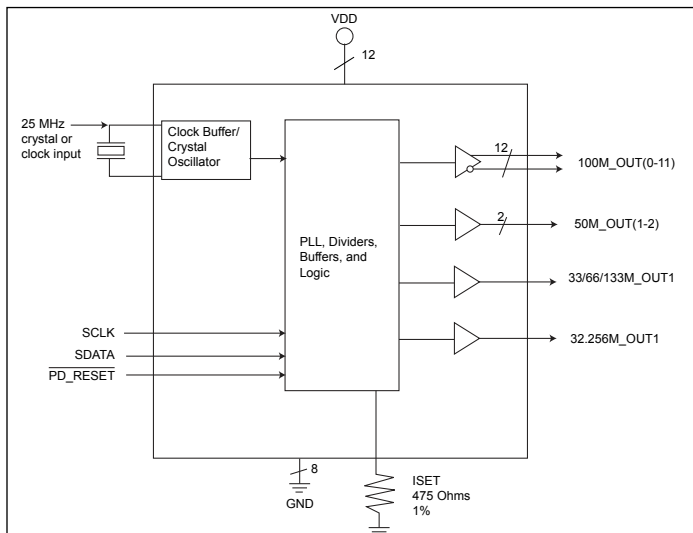 VDD
12
25 MHz
crystal or
clock input
Clock Buffer/
Crystal
Oscillator
12
100M_OUT(0-11)
2
50M_OUT(1-2)
PLL, Dividers,
Buffers, and
Logic
33/66/133M_OUT1
SCLK
32.256M_OUT1
SDATA
PD_RESET
8
GND
ISET
475 Ohms
1%